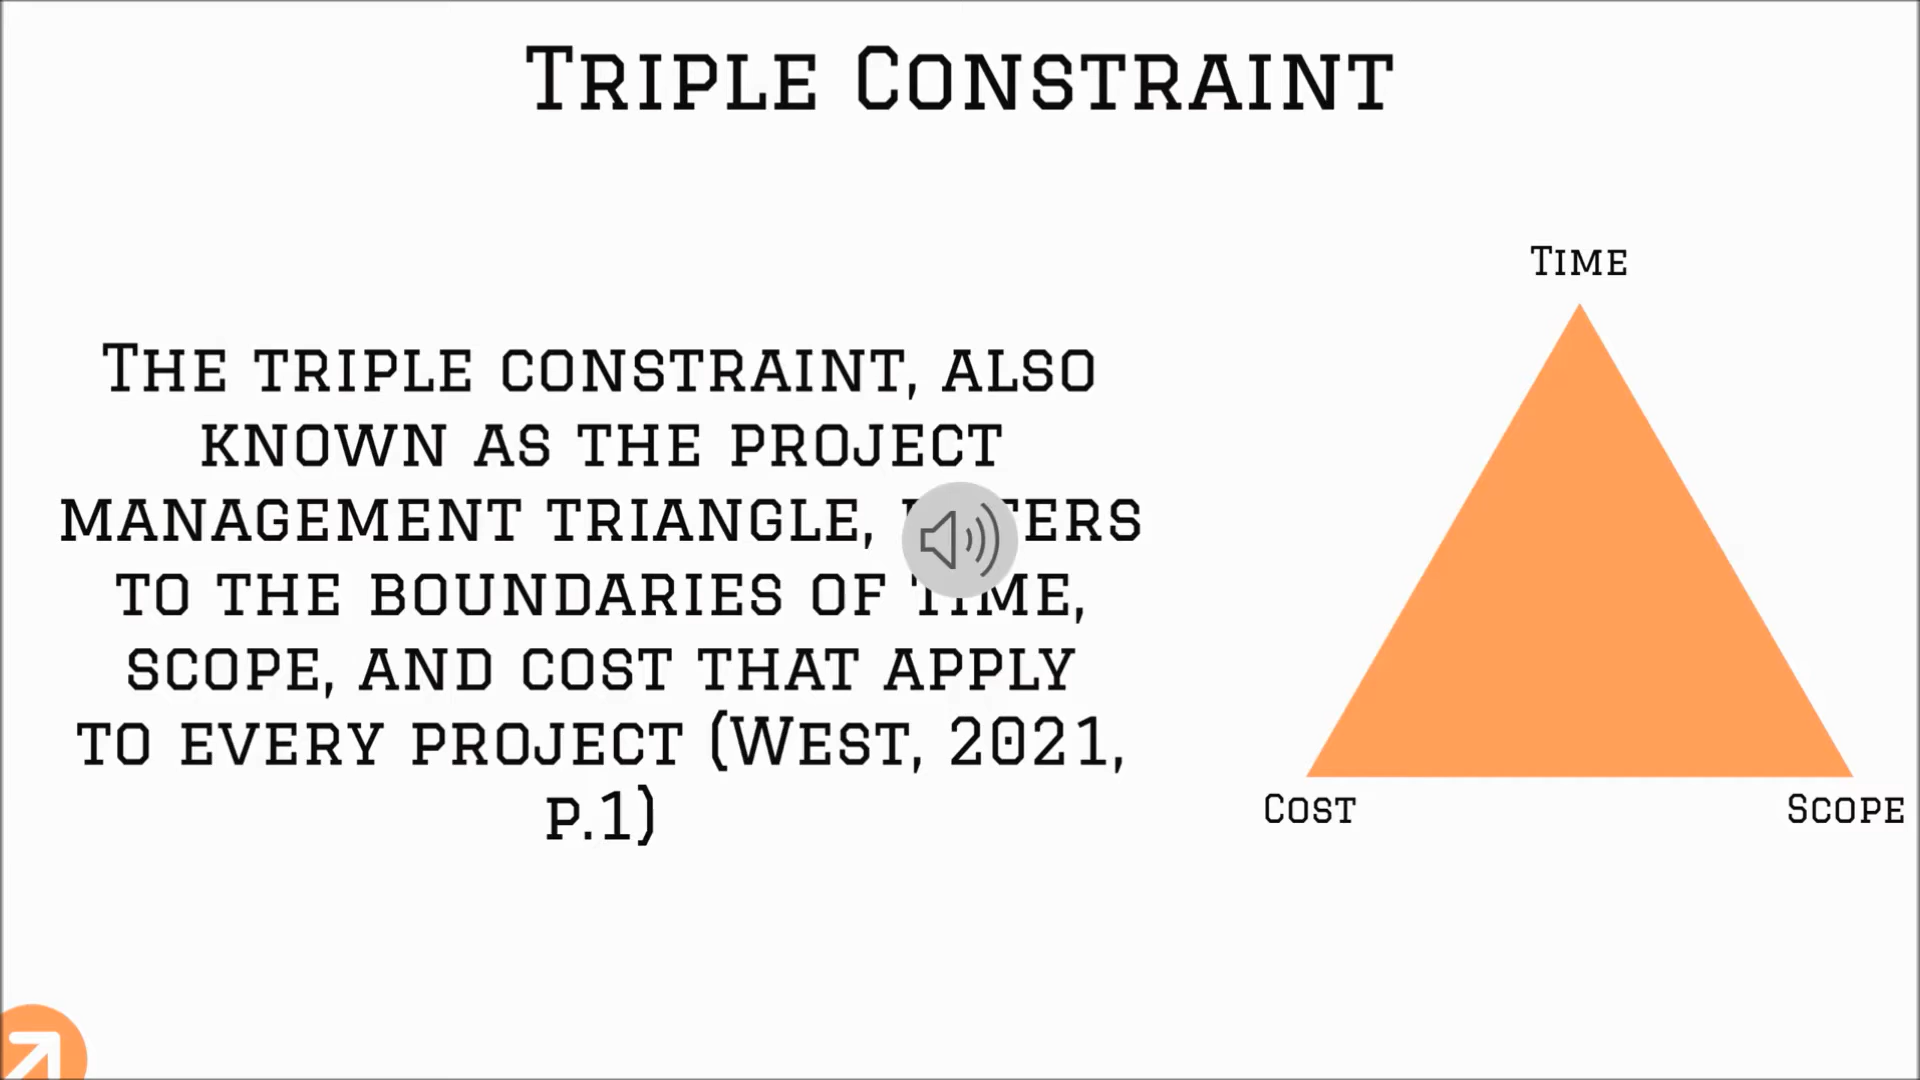 Triple Constraint
Time
The triple constraint, also
known as the project
management triangle,
to the boundaries of time,
scope, and cost that apply
to every project (West, 2021,
p.1)
Cost
Scope